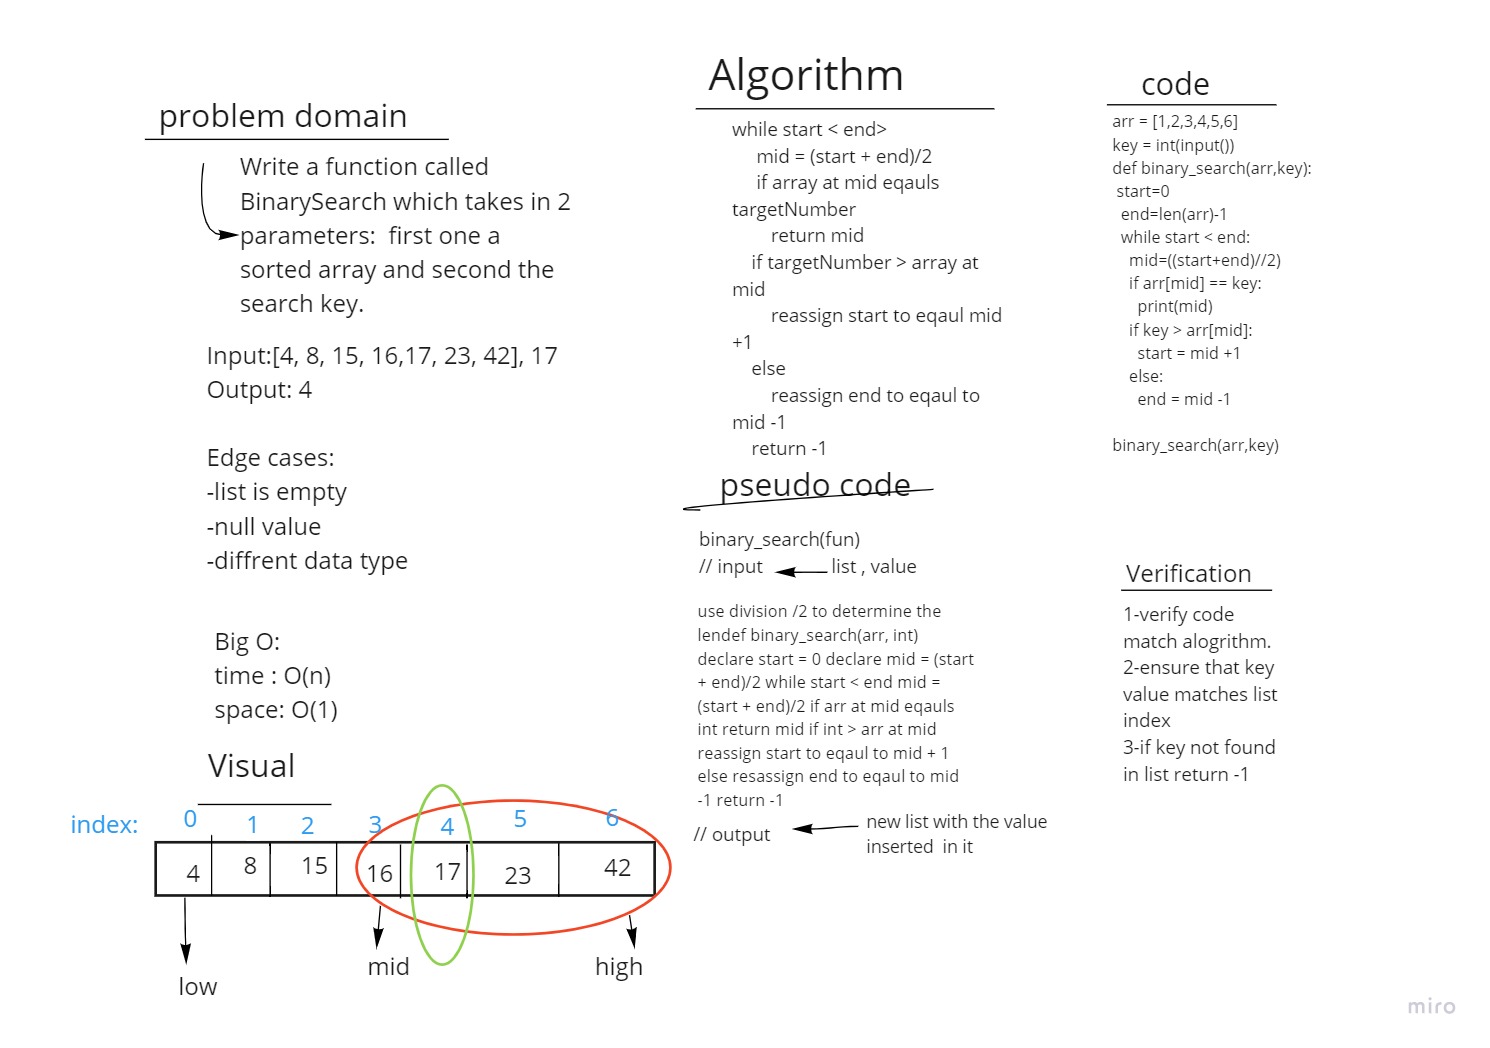 problem domain
Write a function called
BinarySearch which takes in 2
parameters:  first one a
sorted array and second the
search key.
Input:[4, 8, 15, 16,17, 23, 42], 17
Output: 4
Edge cases:
-list is empty
-null value
-diffrent data type
Big O:
time : O(n)
space: O(1)
Visual
index:
0
1
2
3
4
5
6
4
8
15
16
17
23
42
low
mid
high
Algorithm
while start < end>
mid = (start + end)/2
if array at mid eqauls
targetNumber
return mid
if targetNumber > array at
mid
reassign start to eqaul mid
+1
else
reassign end to eqaul to
mid -1
return -1
pseudo code
binary_search(fun)
// input
list , value
use division /2 to determine the
lendef binary_search(arr, int)
declare start = 0 declare mid = (start
+ end)/2 while start < end mid =
(start + end)/2 if arr at mid eqauls
int return mid if int > arr at mid
reassign start to eqaul to mid + 1
else resassign end to eqaul to mid
-1 return -1
// output
new list with the value
inserted  in it
code
arr = [1,2,3,4,5,6]
key = int(input())
def binary_search(arr,key):
start=0
end=len(arr)-1
while start < end:
mid=((start+end)//2)
if arr[mid] == key:
print(mid)
if key > arr[mid]:
start = mid +1
else:
end = mid -1
binary_search(arr,key)
Verification
1-verify code
match alogrithm.
2-ensure that key
value matches list
index
3-if key not found
in list return -1
miro